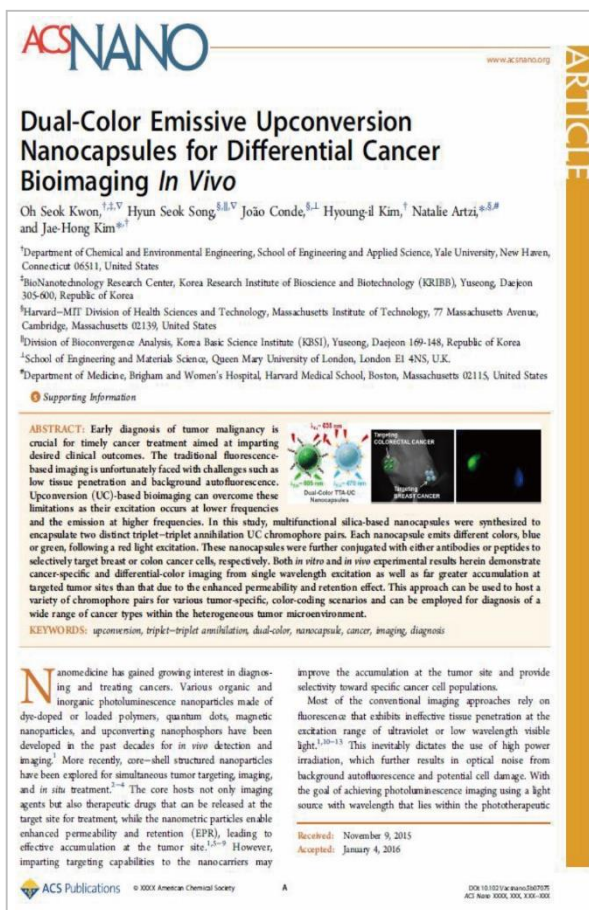 ACS NANO
www.acsnano.org
ARTICLE
Dual-Color Emissive Upconversion
Nanocapsules for Differential Cancer
Bioimaging In Vivo
Oh Seok Kwon,†,‡,∇ Hyun Seok Song,§,∥,∇ João Conde,§,⊥ Hyoung-il Kim,† Natalie Artzi,*,§,#
and Jae-Hong Kim*,†
†Department of Chemical and Environmental Engineering, School of Engineering and Applied Science, Yale University, New Haven,
Connecticut 06511, United States
‡BioNanotechnology Research Center, Korea Research Institute of Bioscience and Biotechnology (KRIBB), Yuseong, Daejeon
305-600, Republic of Korea
§Harvard−MIT Division of Health Sciences and Technology, Massachusetts Institute of Technology, 77 Massachusetts Avenue,
Cambridge, Massachusetts 02139, United States
∥Division of Bioconvergence Analysis, Korea Basic Science Institute (KBSI), Yuseong, Daejeon 169-148, Republic of Korea
⊥School of Engineering and Materials Science, Queen Mary University of London, London E1 4NS, U.K.
#Department of Medicine, Brigham and Women's Hospital, Harvard Medical School, Boston, Massachusetts 02115, United States
Supporting Information
ABSTRACT: Early diagnosis of tumor malignancy is
crucial for timely cancer treatment aimed at imparting
desired clinical outcomes. The traditional fluorescence-
based imaging is unfortunately faced with challenges such as
low tissue penetration and background autofluorescence.
Upconversion (UC)-based bioimaging can overcome these
limitations as their excitation occurs at lower frequencies
and the emission at higher frequencies. In this study, multifunctional silica-based nanocapsules were synthesized to
encapsulate two distinct triplet−triplet annihilation UC chromophore pairs. Each nanocapsule emits different colors, blue
or green, following a red light excitation. These nanocapsules were further conjugated with either antibodies or peptides to
selectively target breast or colon cancer cells, respectively. Both in vitro and in vivo experimental results herein demonstrate
cancer-specific and differential-color imaging from single wavelength excitation as well as far greater accumulation at
targeted tumor sites than that due to the enhanced permeability and retention effect. This approach can be used to host a
variety of chromophore pairs for various tumor-specific, color-coding scenarios and can be employed for diagnosis of a
wide range of cancer types within the heterogeneous tumor microenvironment.
Dual-Color TTA-UC
Nanocapsules
Targeting
COLORECTAL CANCER
Targeting
BREAST CANCER
KEYWORDS: upconversion, triplet−triplet annihilation, dual-color, nanocapsule, cancer, imaging, diagnosis
Nanomedicine has gained growing interest in diagnos-
ing and treating cancers. Various organic and
inorganic photoluminescence nanoparticles made of
dye-doped or loaded polymers, quantum dots, magnetic
nanoparticles, and upconverting nanophosphors have been
developed in the past decades for in vivo detection and
imaging.1 More recently, core−shell structured nanoparticles
have been explored for simultaneous tumor targeting, imaging,
and in situ treatment.2−4 The core hosts not only imaging
agents but also therapeutic drugs that can be released at the
target site for treatment, while the nanometric particles enable
enhanced permeability and retention (EPR), leading to
effective accumulation at the tumor site.1,5−9 However,
imparting targeting capabilities to the nanocarriers may
improve the accumulation at the tumor site and provide
selectivity toward specific cancer cell populations.
Most of the conventional imaging approaches rely on
fluorescence that exhibits ineffective tissue penetration at the
excitation range of ultraviolet or low wavelength visible
light.1,10−13 This inevitably dictates the use of high power
irradiation, which further results in optical noise from
background autofluorescence and potential cell damage. With
the goal of achieving photoluminescence imaging using a light
source with wavelength that lies within the phototherapeutic
Received: November 9, 2015
Accepted: January 4, 2016
ACS Publications
© XXXX American Chemical Society
A
DOI: 10.1021/acsnano.5b07075
ACS Nano XXXX, XXX, XXX−XXX